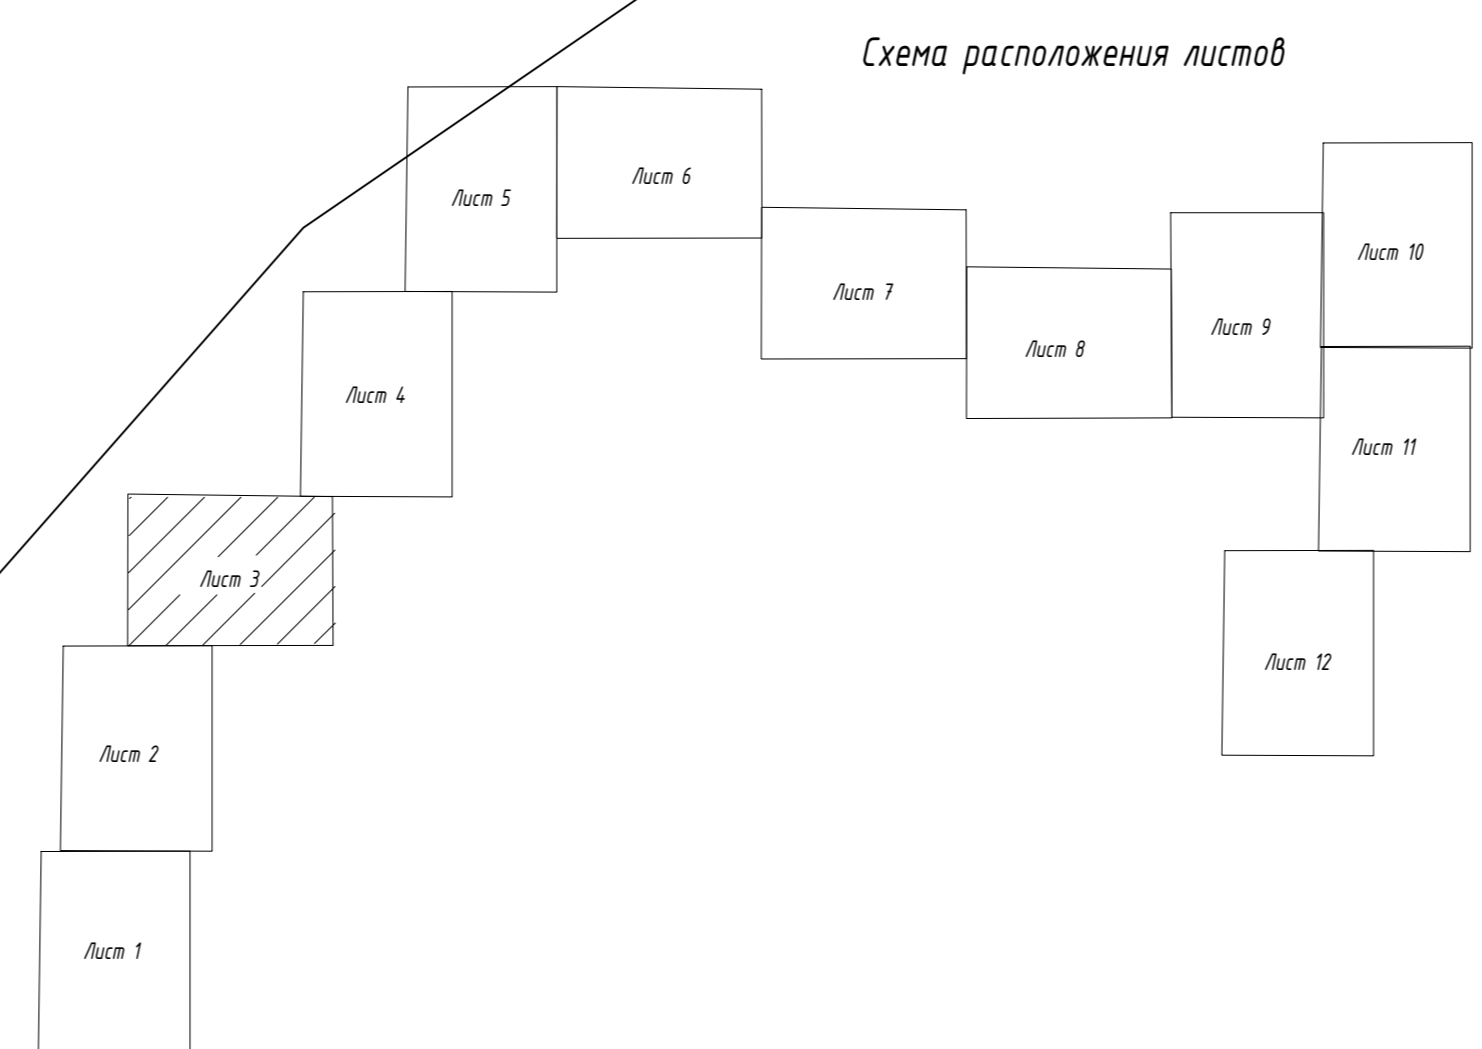 Схема расположения листов
Лист 5
Лист 6
Лист 7
Лист 8
Лист 9
Лист 10
Лист 4
Лист 11
Лист 3
Лист 12
Лист 2
Лист 1